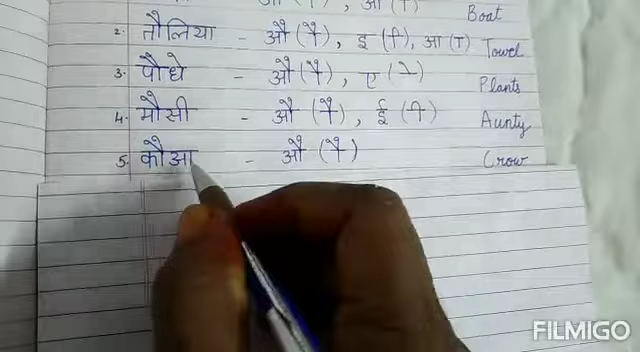 औ (ौ), आ (ा) Boat
2. तौलिया - औ (ौ), इ (ि), आ (ा) Towel
3. पौधे - औ (ौ), ए (े) Plants
4. मौसी - औ (ौ), ई (ी) Aunty
5. कौआ - औ (ौ) Crow
FILMIGO